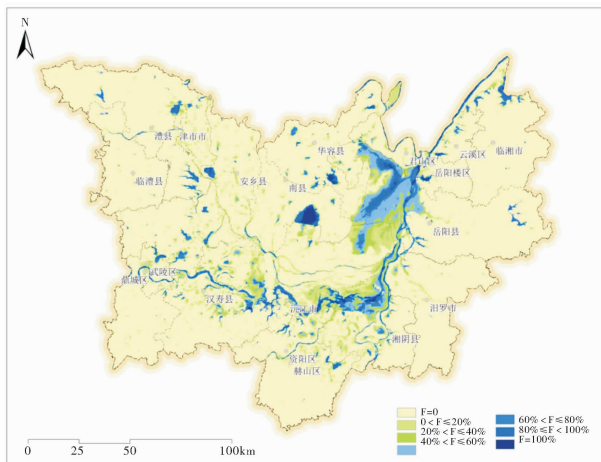 N
华容县
澧县 津市市
君山区
云溪区
临湘市
岳阳楼区
临澧县
安乡县
南县
岳阳县
武陵区
鼎城区
汉寿县
沅江市
汨罗市
湘阴县
资阳区
赫山区
F=0
0<F≤20%
20%<F≤40%
40%<F≤60%
60%<F≤80%
80%≤F<100%
F=100%
0 25 50 100km